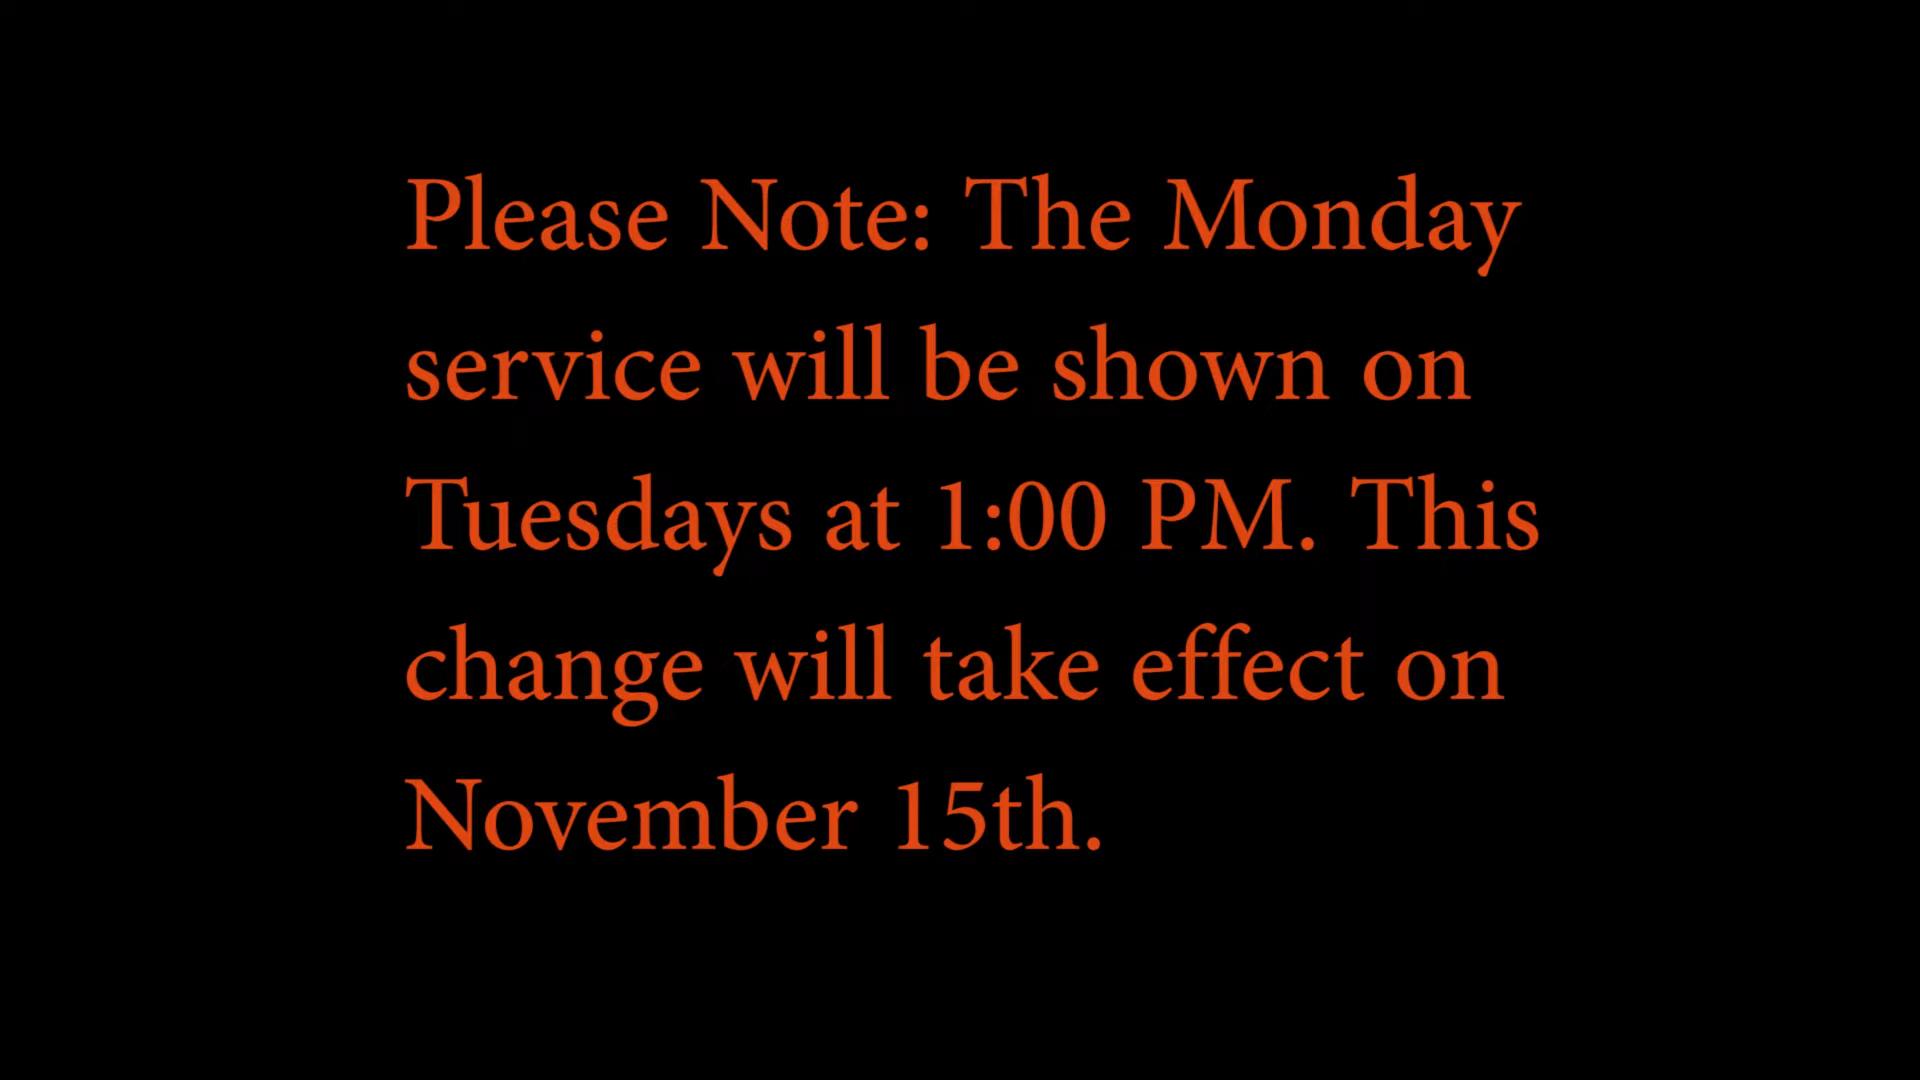 Please Note: The Monday
service will be shown on
Tuesdays at 1:00 PM. This
change will take effect on
November 15th.